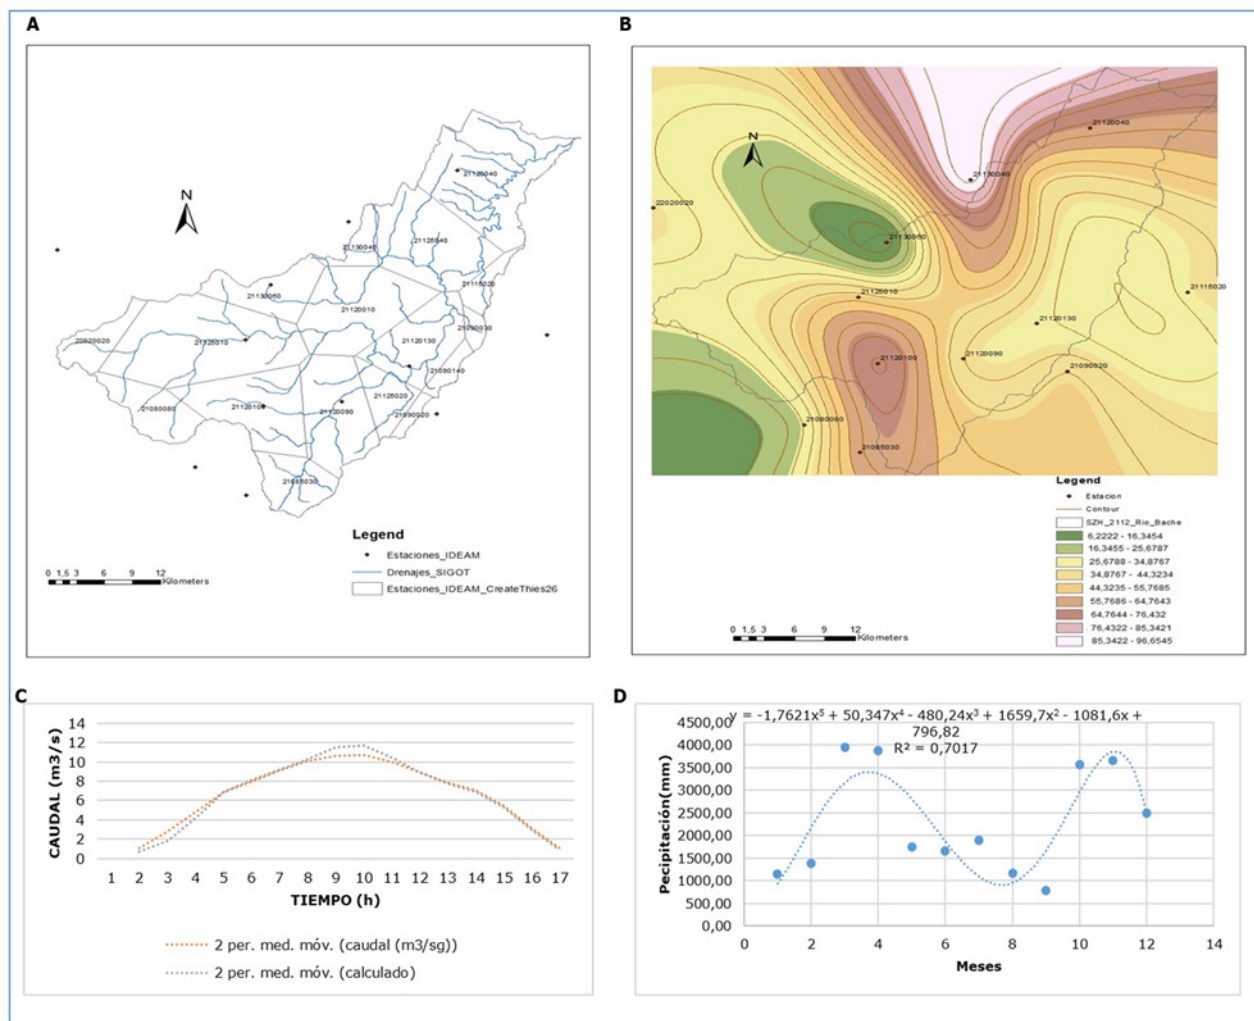 A
N
21120040
21130040
21125040
21115020
21130060
21120010
21090030
22020020
21125010
21120130
21090140
21125020
21080080
21120100
21120090
21090020
21085030
Legend
Estaciones_IDEAM
Drenajes_SIGOT
Estaciones_IDEAM_CreateThies26
0 1,5 3 6 9 12
Kilometers
B
N
21120040
21130040
22020020
21130060
21125010
21115020
21120130
21120100
21120090
21090020
21080080
21085030
Legend
Estacion
Contour
SZH_2112_Rio_Bache
6,2222 - 16,3454
16,3455 - 25,6787
25,6788 - 34,8767
34,8767 - 44,3234
44,3235 - 55,7685
55,7686 - 64,7643
64,7644 - 76,432
76,4322 - 85,3421
85,3422 - 96,6545
0 1,5 3 6 9 12
Kilometers
C
CAUDAL (m3/s)
14
12
10
8
6
4
2
0
1 2 3 4 5 6 7 8 9 10 11 12 13 14 15 16 17
TIEMPO (h)
2 per. med. móv. (caudal (m3/sg))
2 per. med. móv. (calculado)
D
y = -1,7621x⁵ + 50,347x⁴ - 480,24x³ + 1659,7x² - 1081,6x +
796,82
R² = 0,7017
Pecipitación(mm)
4500,00
4000,00
3500,00
3000,00
2500,00
2000,00
1500,00
1000,00
500,00
0,00
0 2 4 6 8 10 12 14
Meses